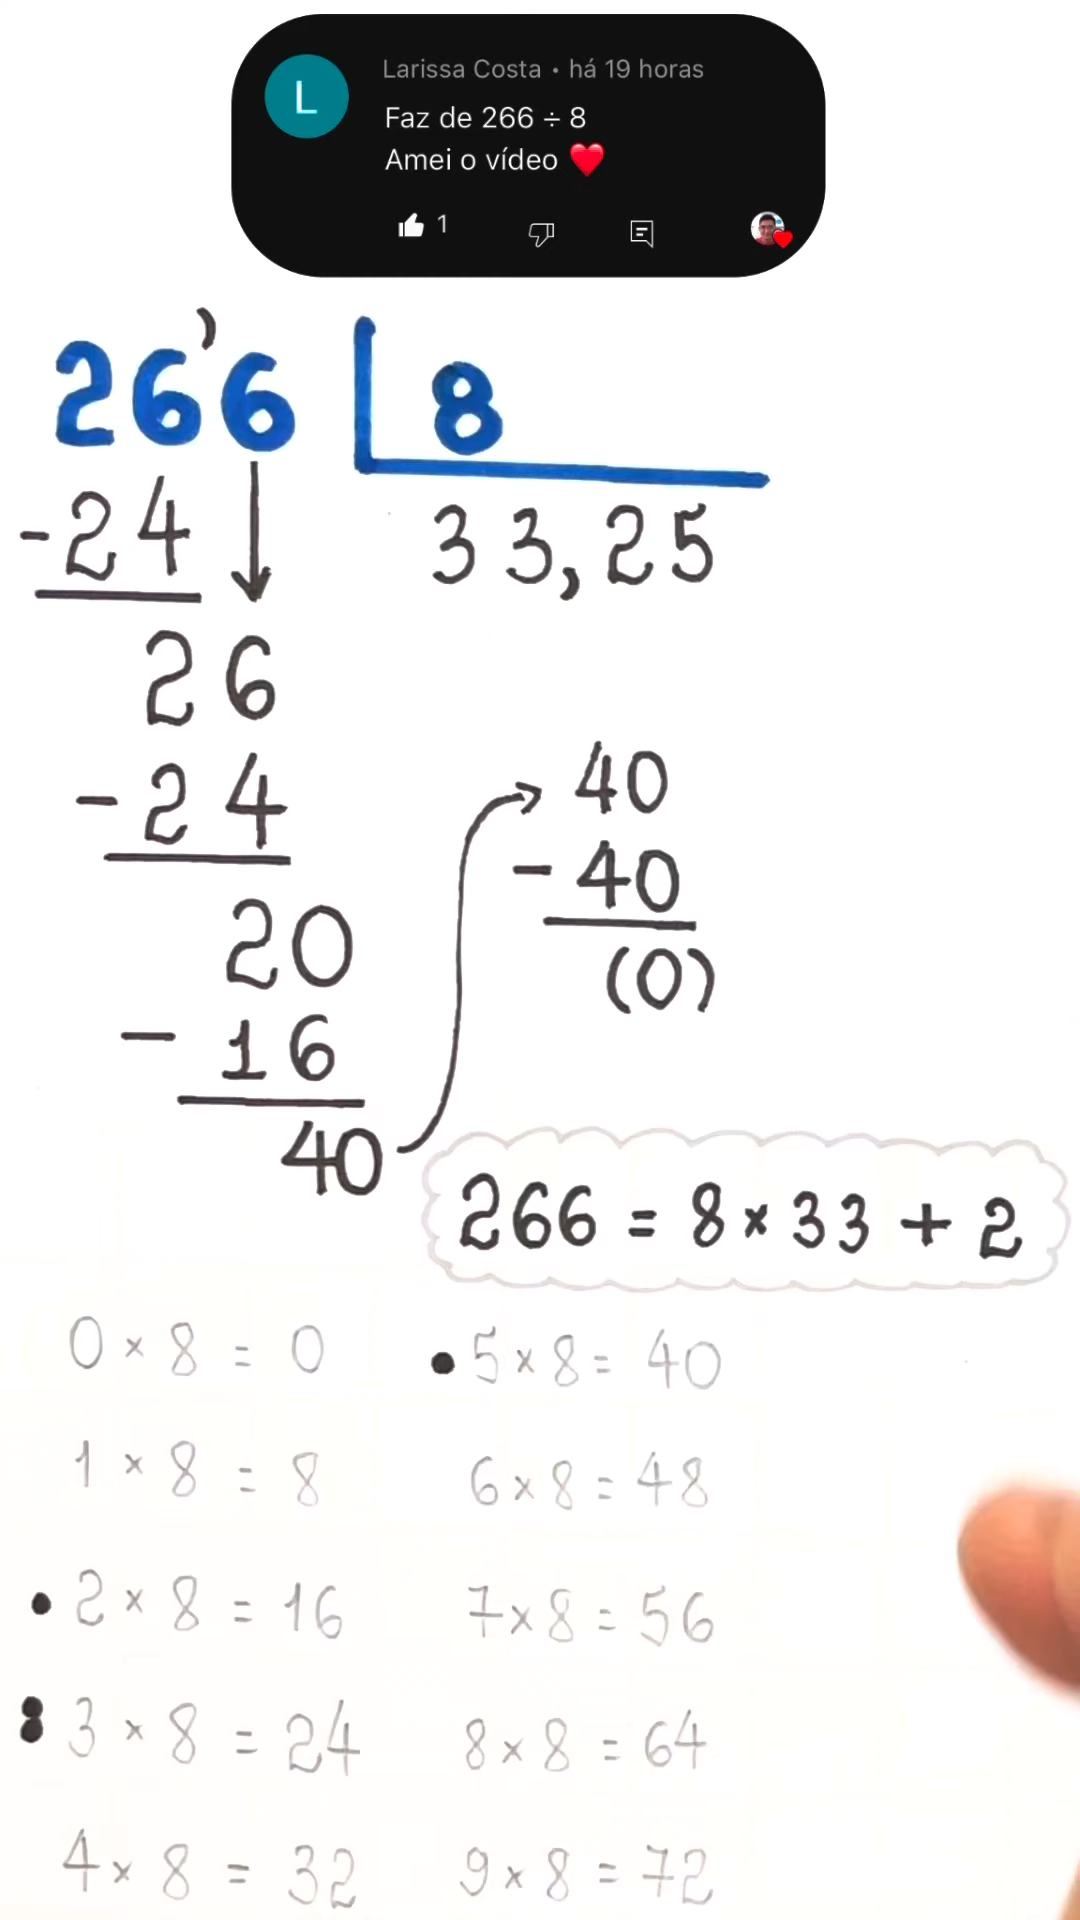 Larissa Costa • há 19 horas
Faz de 266 ÷ 8
Amei o vídeo ❤️
1
266 8
-24 33,25
26
-24
20
-16
40
40
-40
(0)
266 = 8 × 33 + 2
0 × 8 = 0
1 × 8 = 8
• 2 × 8 = 16
3 × 8 = 24
4 × 8 = 32
• 5 × 8 = 40
6 × 8 = 48
7 × 8 = 56
8 × 8 = 64
9 × 8 = 72